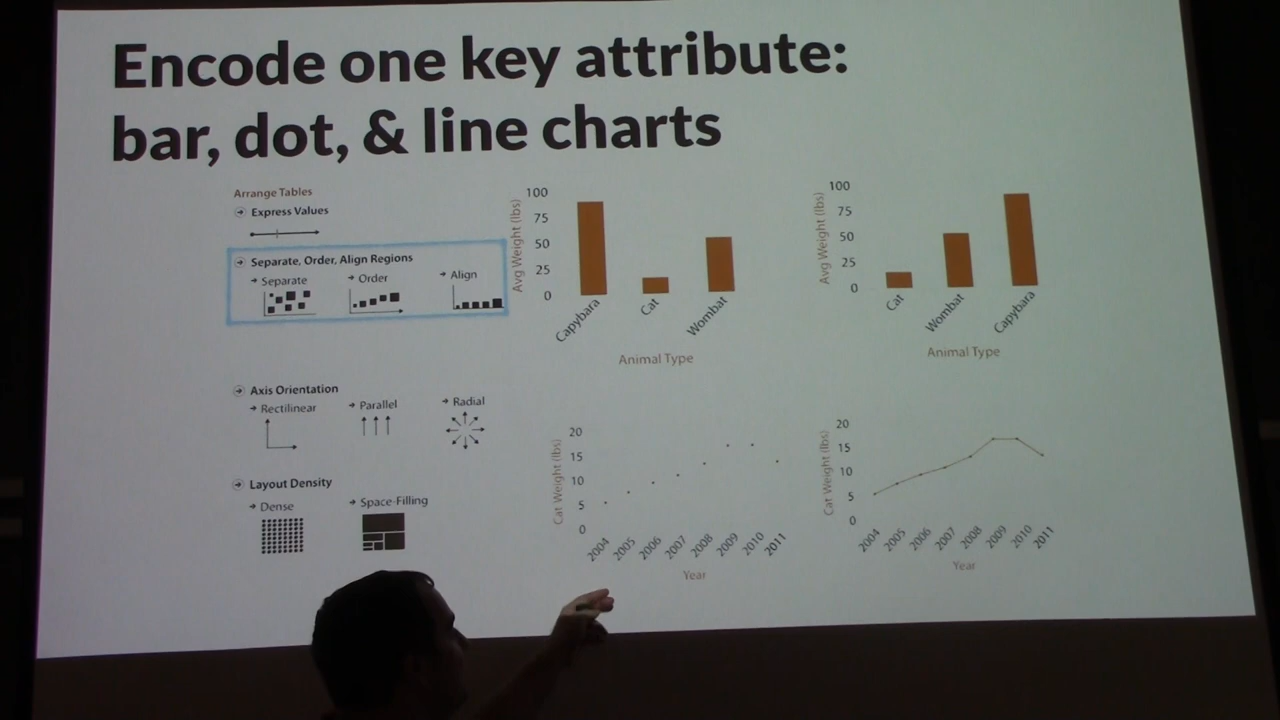 Encode one key attribute:
bar, dot, & line charts
Arrange Tables
Express Values
Separate, Order, Align Regions
Separate
Order
Align
Axis Orientation
Rectilinear
Parallel
Radial
Layout Density
Dense
Space-Filling
Avg Weight (lbs)
100
75
50
25
0
Capybara
Cat
Wombat
Animal Type
Avg Weight (lbs)
100
75
50
25
0
Cat
Wombat
Capybara
Animal Type
Cat Weight (lbs)
20
15
10
5
0
2004
2005
2006
2007
2008
2009
2010
2011
Year
Cat Weight (lbs)
20
15
10
5
0
2004
2005
2006
2007
2008
2009
2010
2011
Year